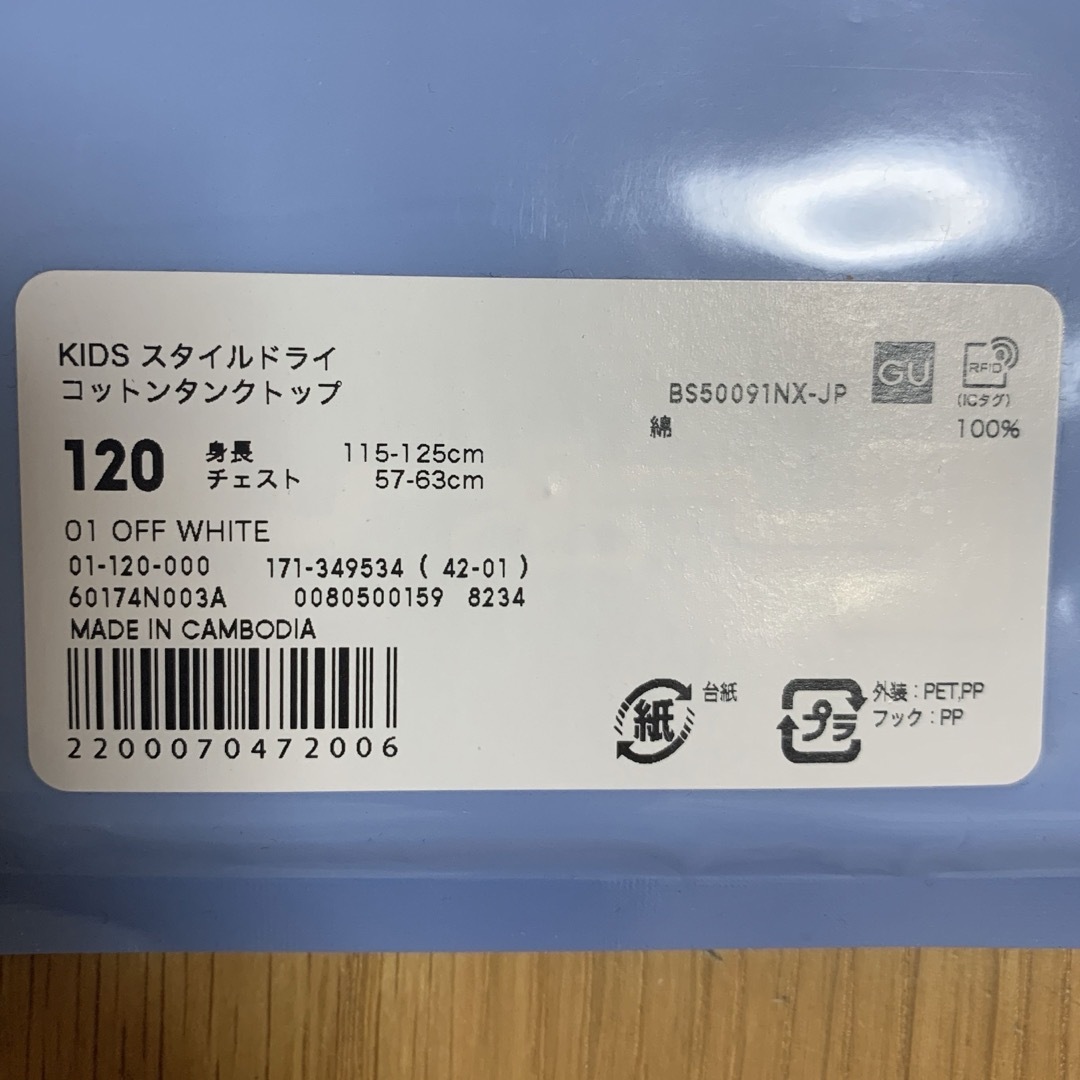 KIDS スタイルドライ
コットンタンクトップ
BS50091NX-JP
GU
RFID
(ICタグ)
綿 100%
120
身長 115-125cm
チェスト 57-63cm
01 OFF WHITE
01-120-000 171-349534 ( 42-01 )
60174N003A 0080500159 8234
MADE IN CAMBODIA
2200070472006
紙
台紙
プラ
外装 : PET,PP
フック : PP